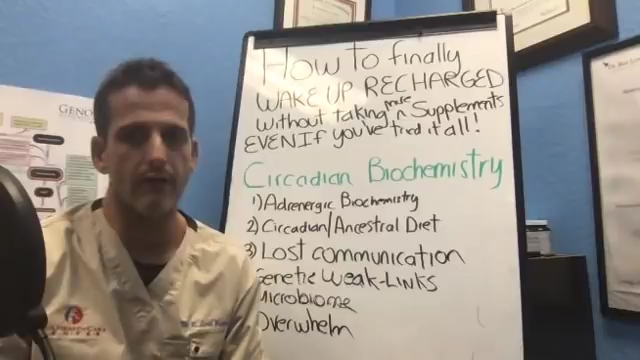 How to finally
WAKE UP RECHARGED
without taking more 'n Supplements
EVEN If you've tried it all!
Circadian Biochemistry
1) Adrenergic Biochemistry
2) Circadian/Ancestral Diet
3) Lost communication
Genetic Weak-Links
Microbiome
Overwhelm